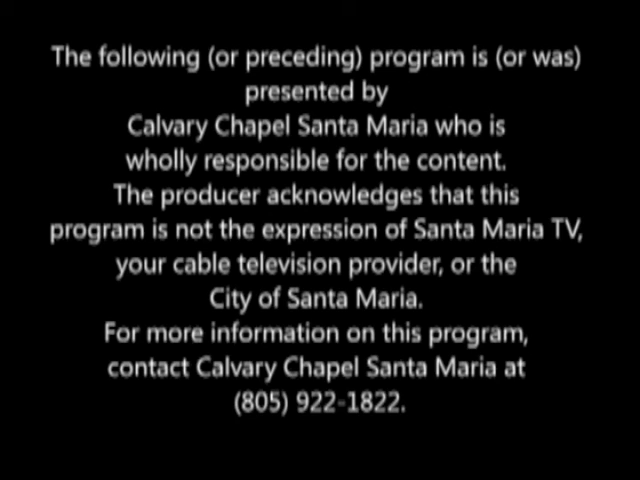 The following (or preceding) program is (or was)
presented by
Calvary Chapel Santa Maria who is
wholly responsible for the content.
The producer acknowledges that this
program is not the expression of Santa Maria TV,
your cable television provider, or the
City of Santa Maria.
For more information on this program,
contact Calvary Chapel Santa Maria at
(805) 922-1822.